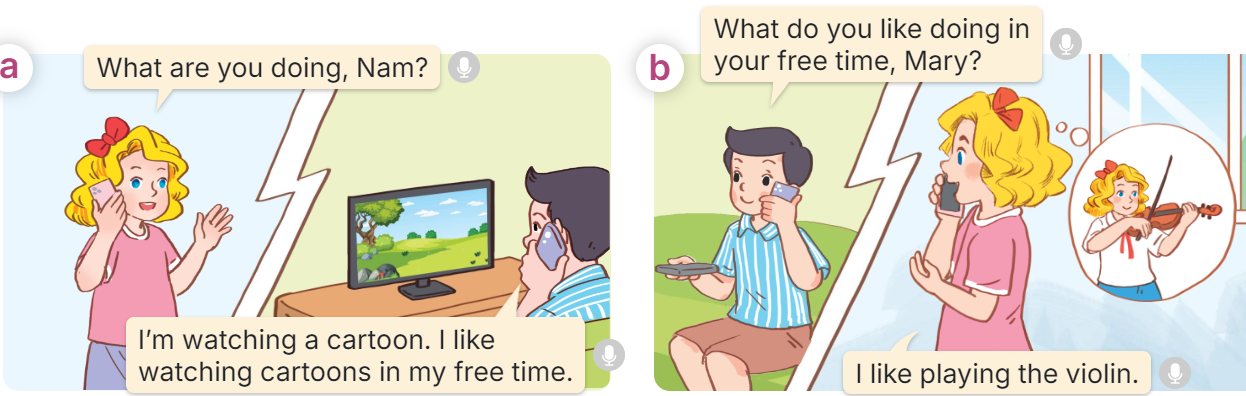 a
What are you doing, Nam?
I'm watching a cartoon. I like
watching cartoons in my free time.
b
What do you like doing in
your free time, Mary?
I like playing the violin.